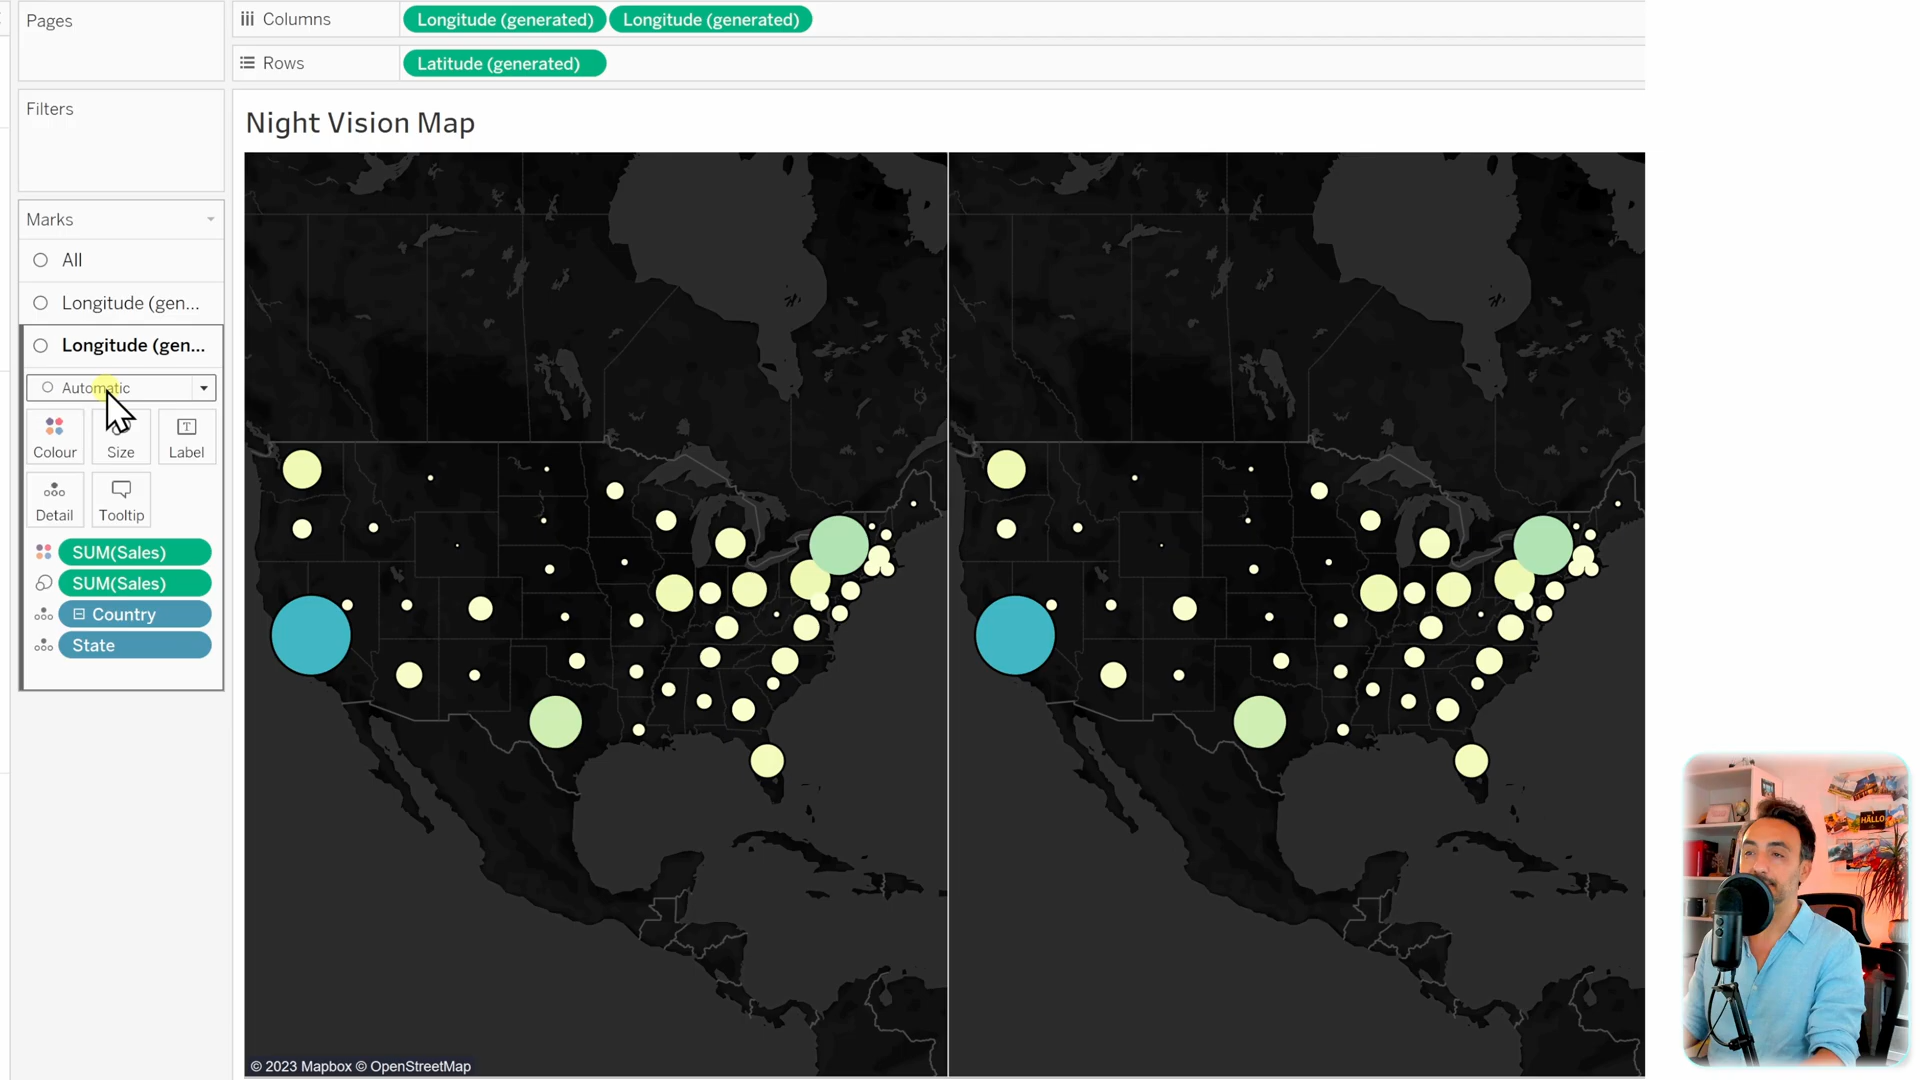 Pages
Columns
Longitude (generated)
Longitude (generated)
Rows
Latitude (generated)
Filters
Night Vision Map
Marks
All
Longitude (gen...
Longitude (gen...
Automatic
Colour
Size
Label
Detail
Tooltip
SUM(Sales)
SUM(Sales)
Country
State
© 2023 Mapbox © OpenStreetMap
HALLO